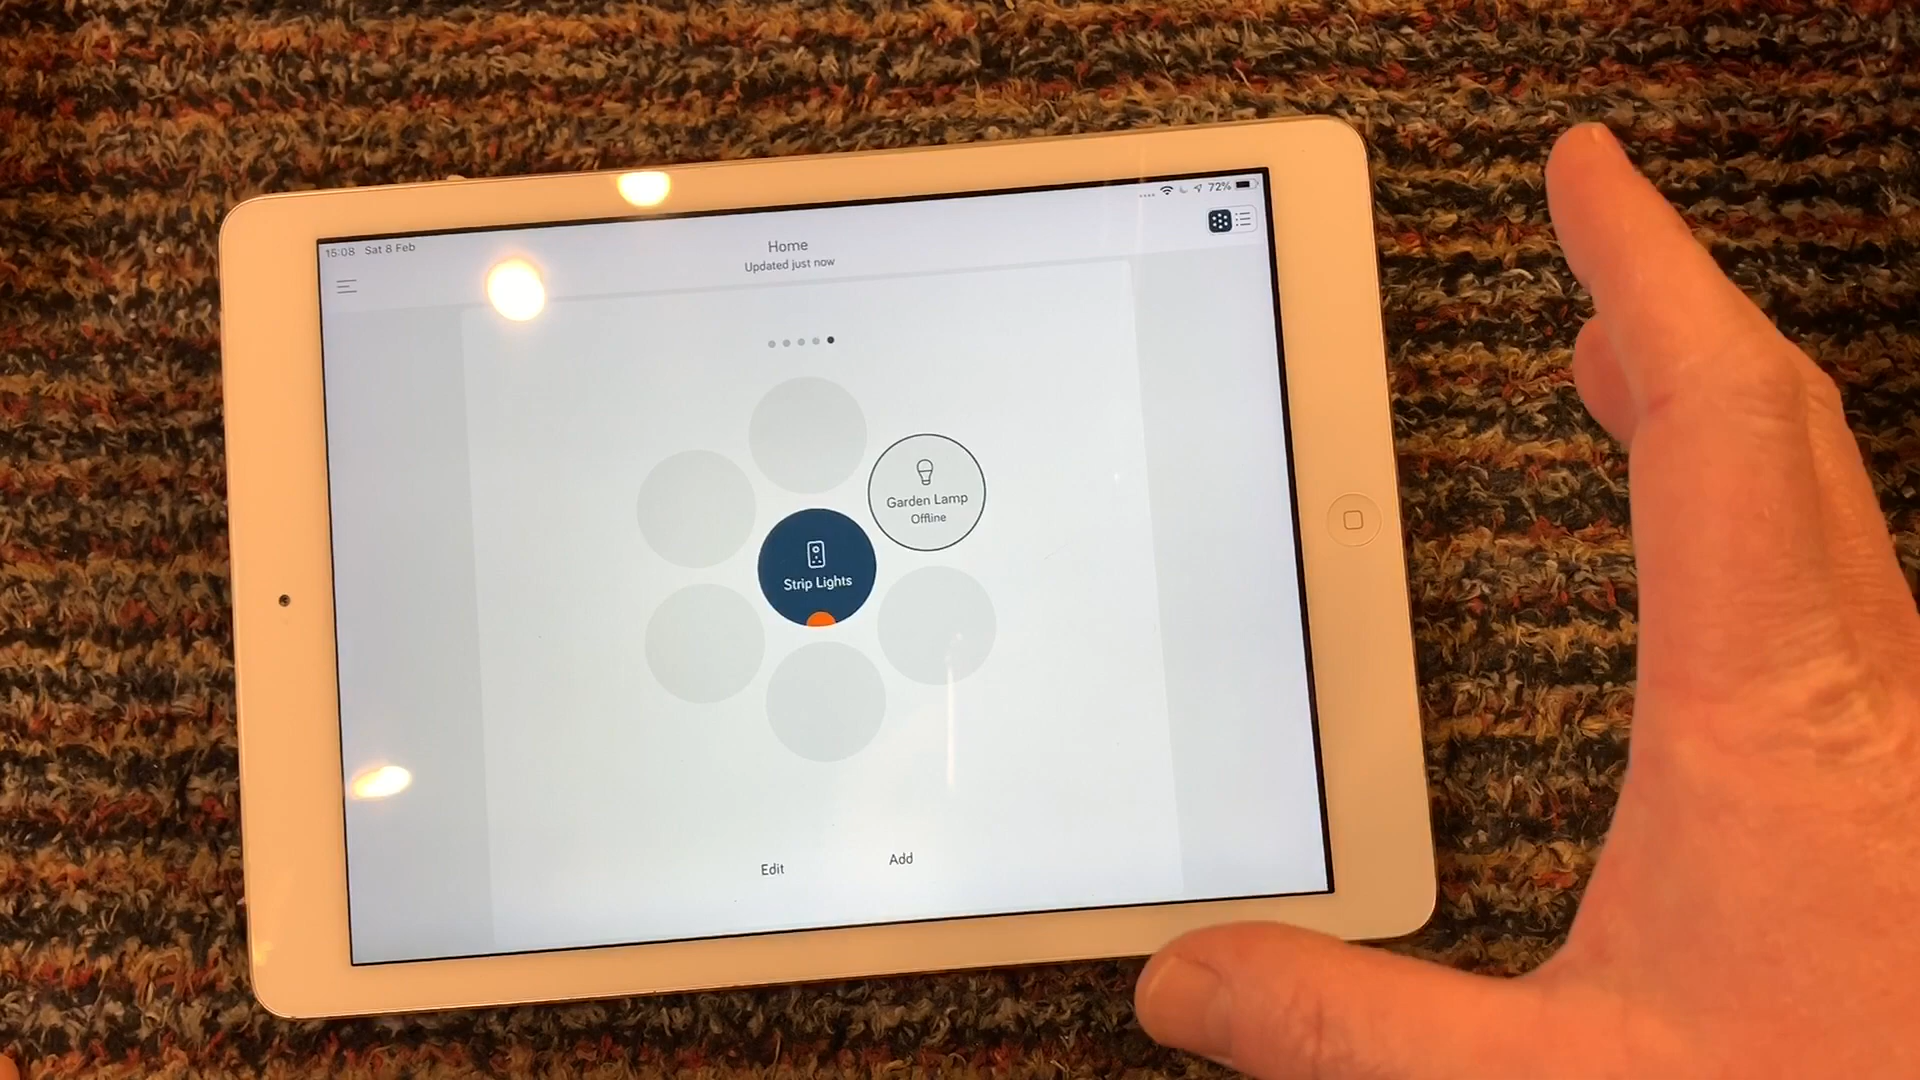 15:08 Sat 8 Feb
72%
Home
Updated just now
Garden Lamp
Offline
Strip Lights
Edit
Add